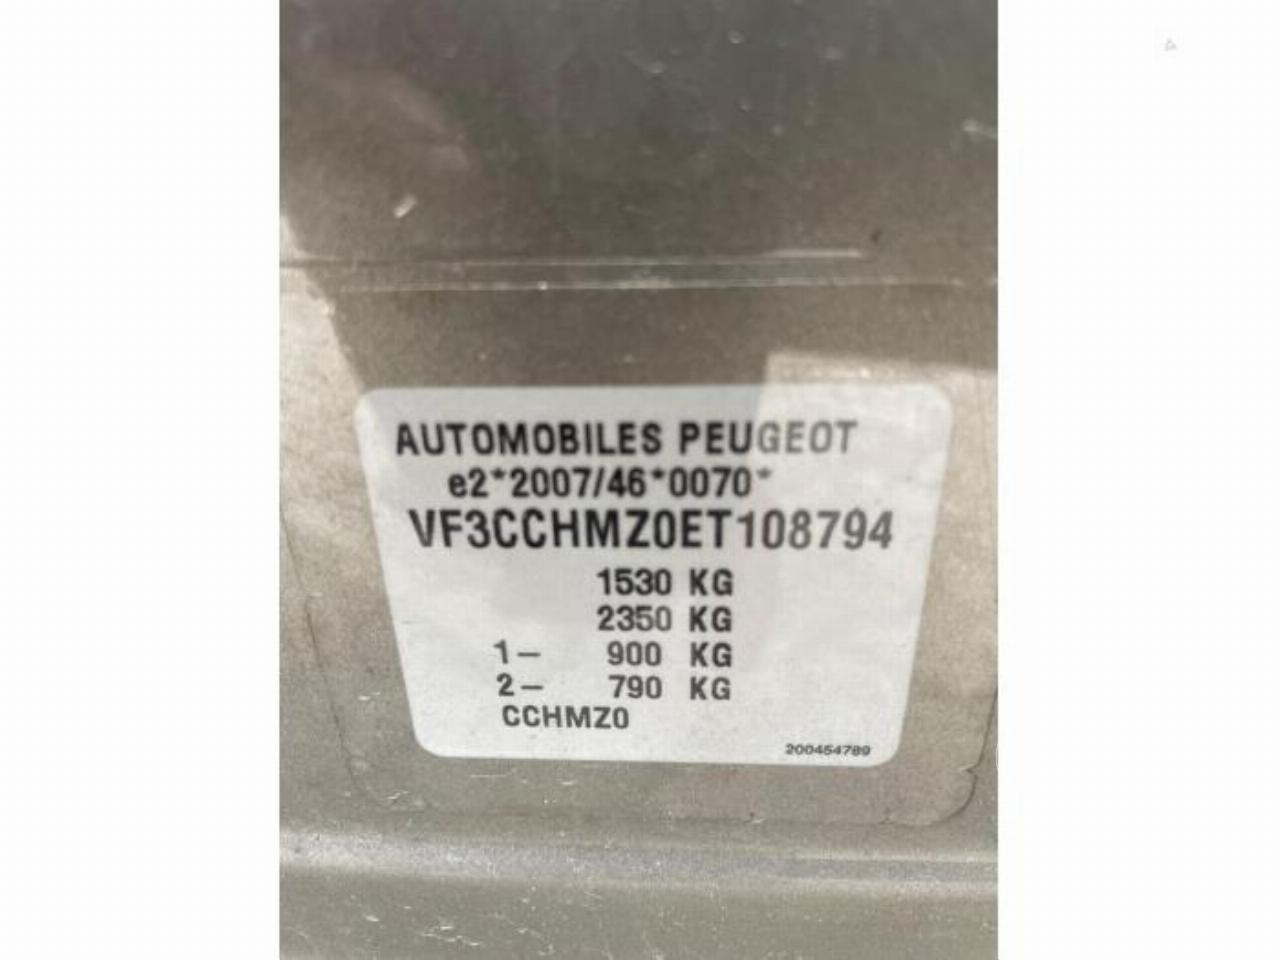 AUTOMOBILES PEUGEOT
e2*2007/46*0070*
VF3CCHMZ0ET108794
1530 KG
2350 KG
1- 900 KG
2- 790 KG
CCHMZ0
200454789